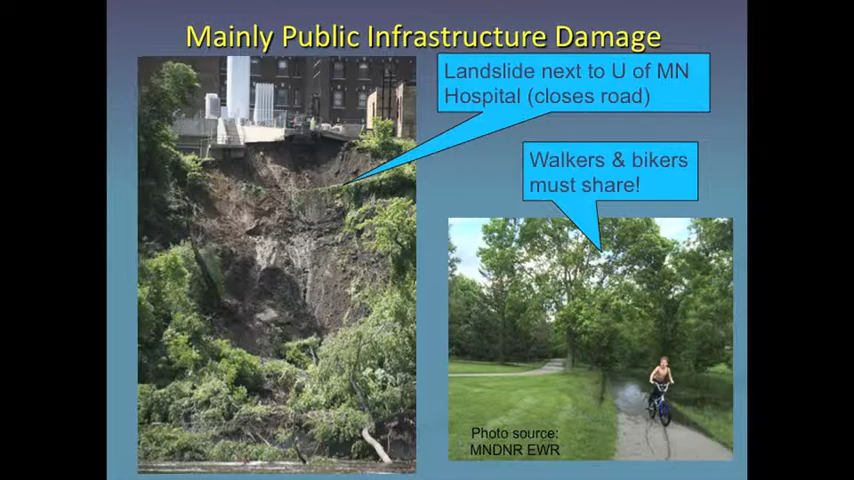 Mainly Public Infrastructure Damage
Landslide next to U of MN
Hospital (closes road)
Walkers & bikers
must share!
Photo source:
MNDNR EWR